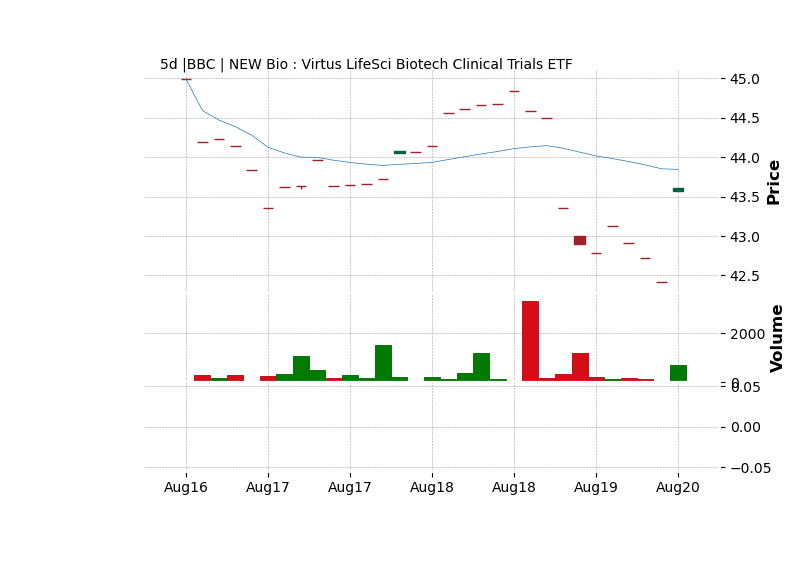 5d |BBC | NEW Bio : Virtus LifeSci Biotech Clinical Trials ETF
45.0
44.5
44.0
43.5
43.0
42.5
Price
2000
0
Volume
0.05
0.00
−0.05
Aug16 Aug17 Aug17 Aug18 Aug18 Aug19 Aug20